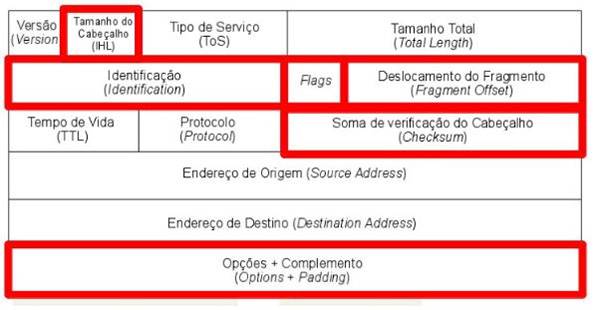 Versão
(Version
Tamanho do
Cabeçalho
(IHL)
Tipo de Serviço
(ToS)
Tamanho Total
(Total Length)
Identificação
(Identification)
Flags
Deslocamento do Fragmento
(Fragment Offset)
Tempo de Vida
(TTL)
Protocolo
(Protocol)
Soma de verificação do Cabeçalho
(Checksum)
Endereço de Origem (Source Address)
Endereço de Destino (Destination Address)
Opções + Complemento
(Options + Padding)